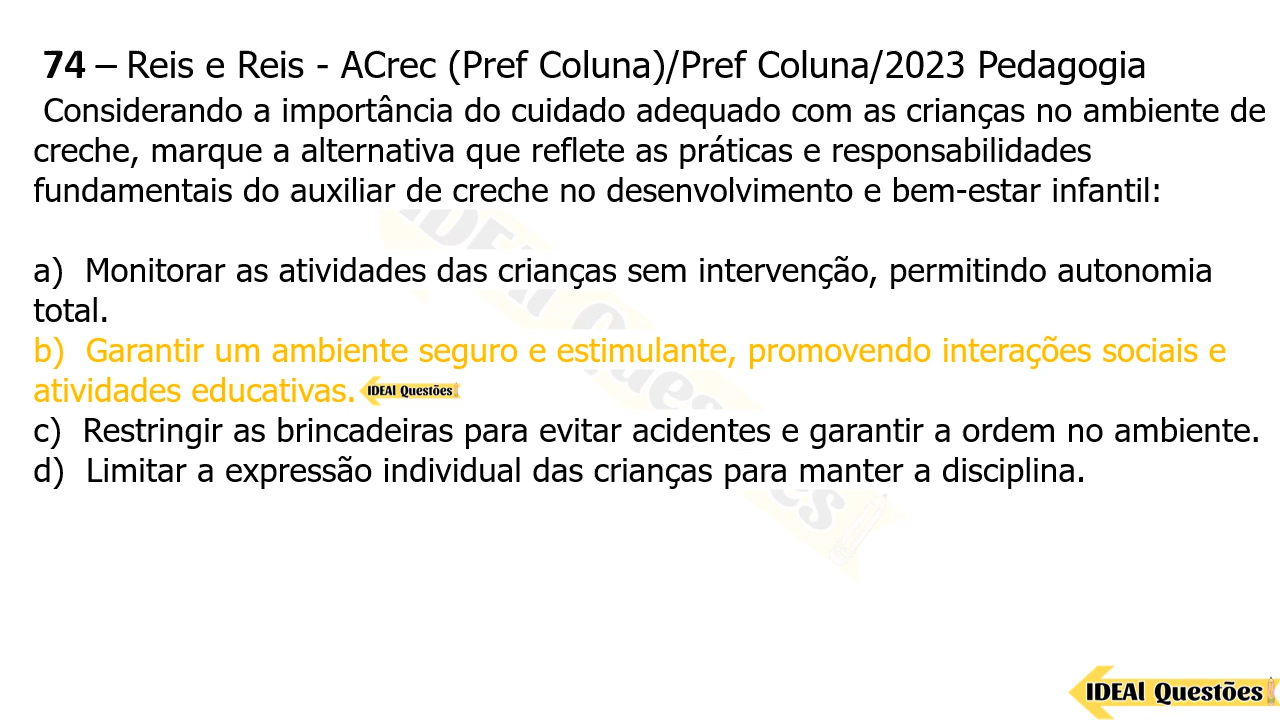 74 – Reis e Reis - ACrec (Pref Coluna)/Pref Coluna/2023 Pedagogia
Considerando a importância do cuidado adequado com as crianças no ambiente de
creche, marque a alternativa que reflete as práticas e responsabilidades
fundamentais do auxiliar de creche no desenvolvimento e bem-estar infantil:
a) Monitorar as atividades das crianças sem intervenção, permitindo autonomia
total.
b) Garantir um ambiente seguro e estimulante, promovendo interações sociais e
atividades educativas. IDEAl Questões
c) Restringir as brincadeiras para evitar acidentes e garantir a ordem no ambiente.
d) Limitar a expressão individual das crianças para manter a disciplina.
IDEAl Questões
IDEAl Questões